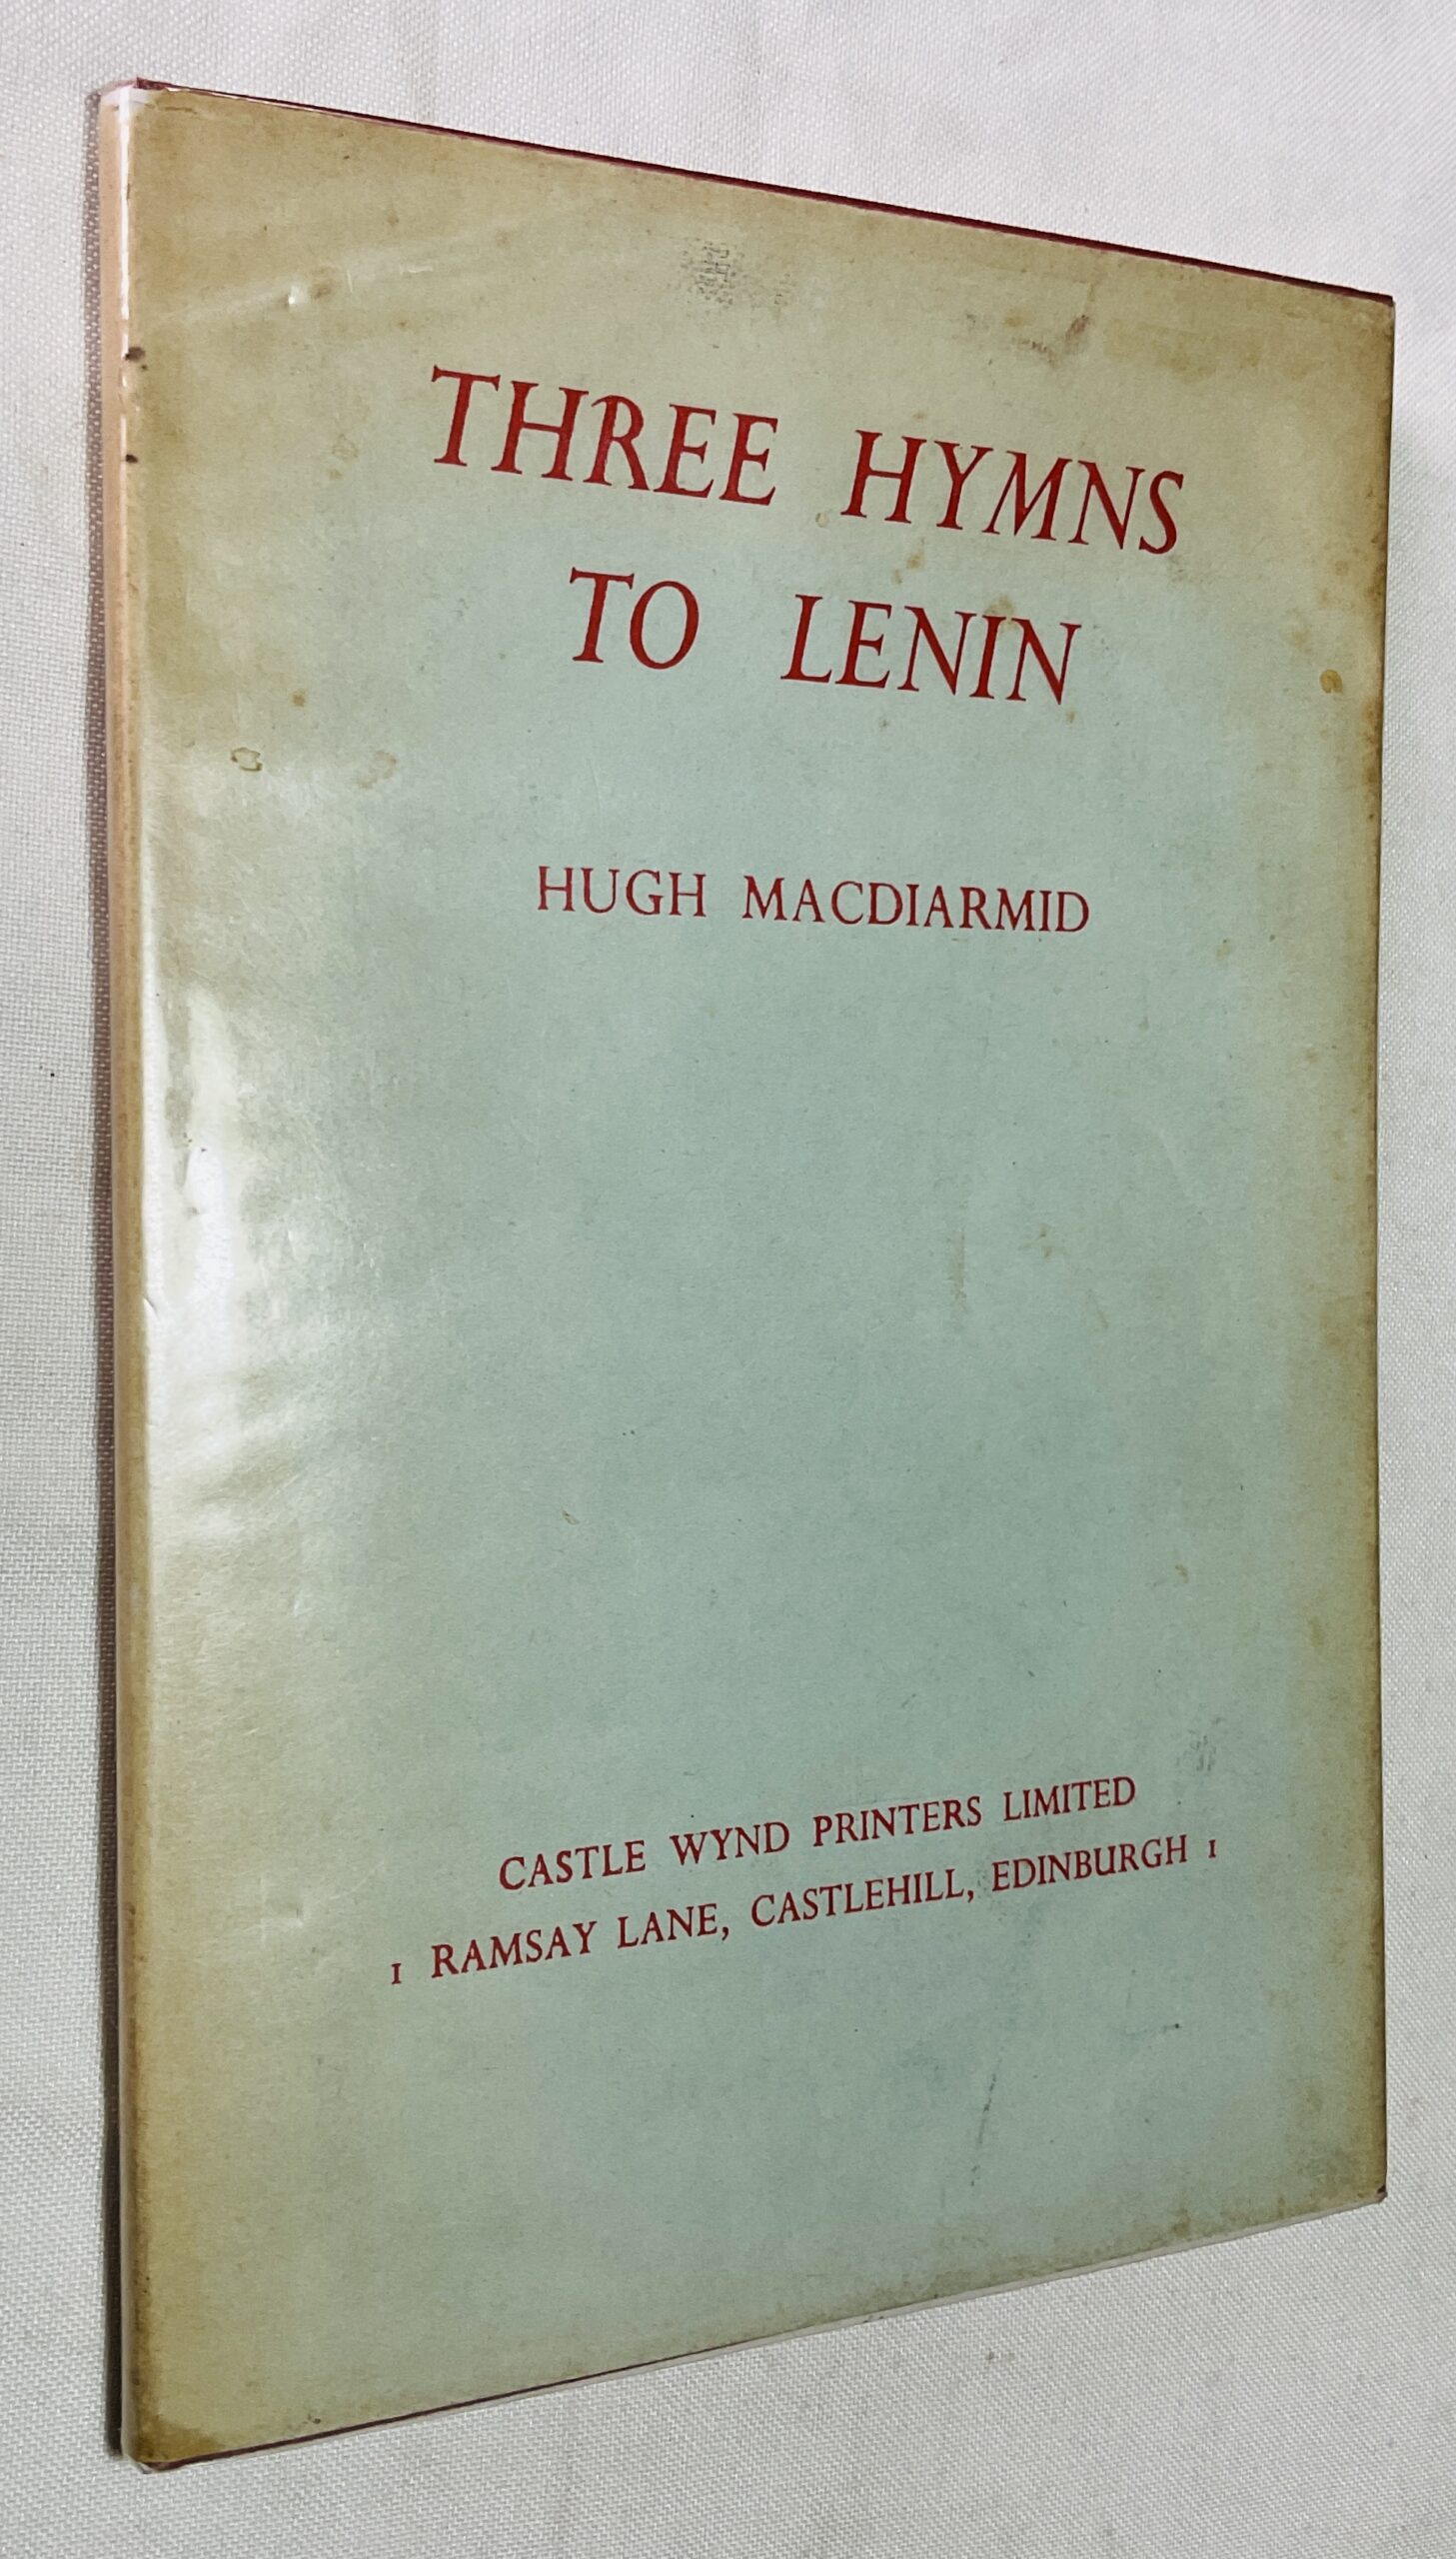 THREE HYMNS
TO LENIN
HUGH MACDIARMID
CASTLE WYND PRINTERS LIMITED
1 RAMSAY LANE, CASTLEHILL, EDINBURGH 1